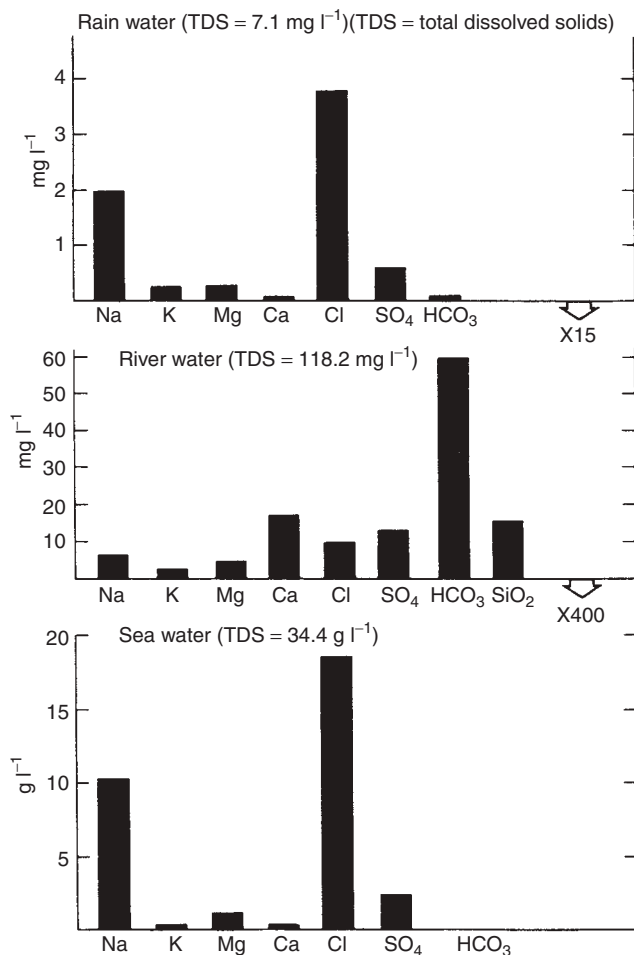 Rain water (TDS = 7.1 mg l⁻¹)(TDS = total dissolved solids)
4
3
2
1
mg l⁻¹
Na K Mg Ca Cl SO₄ HCO₃
X15
River water (TDS = 118.2 mg l⁻¹)
60
50
40
30
20
10
mg l⁻¹
Na K Mg Ca Cl SO₄ HCO₃ SiO₂
X400
Sea water (TDS = 34.4 g l⁻¹)
20
15
10
5
g l⁻¹
Na K Mg Ca Cl SO₄ HCO₃